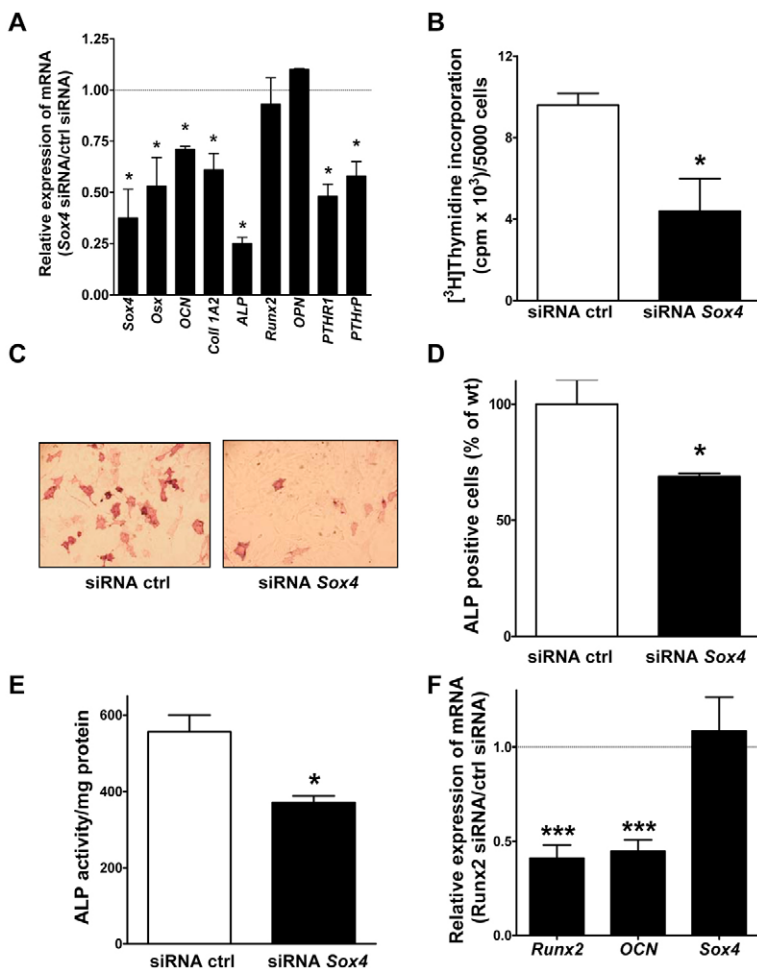 A
Relative expression of mRNA
(Sox4 siRNA/ctrl siRNA)
1.25
1.00
0.75
0.50
0.25
0.00
*
*
*
*
*
*
*
Sox4
Osx
OCN
Coll 1A2
ALP
Runx2
OPN
PTHR1
PTHrP
B
[³H]Thymidine incorporation
(cpm x 10³)/5000 cells
12
8
4
0
*
siRNA ctrl
siRNA Sox4
C
siRNA ctrl
siRNA Sox4
D
ALP positive cells (% of wt)
100
50
0
*
siRNA ctrl
siRNA Sox4
E
ALP activity/mg protein
600
400
200
0
*
siRNA ctrl
siRNA Sox4
F
Relative expression of mRNA
(Runx2 siRNA/ctrl siRNA)
1.0
0.5
0.0
***
***
Runx2
OCN
Sox4